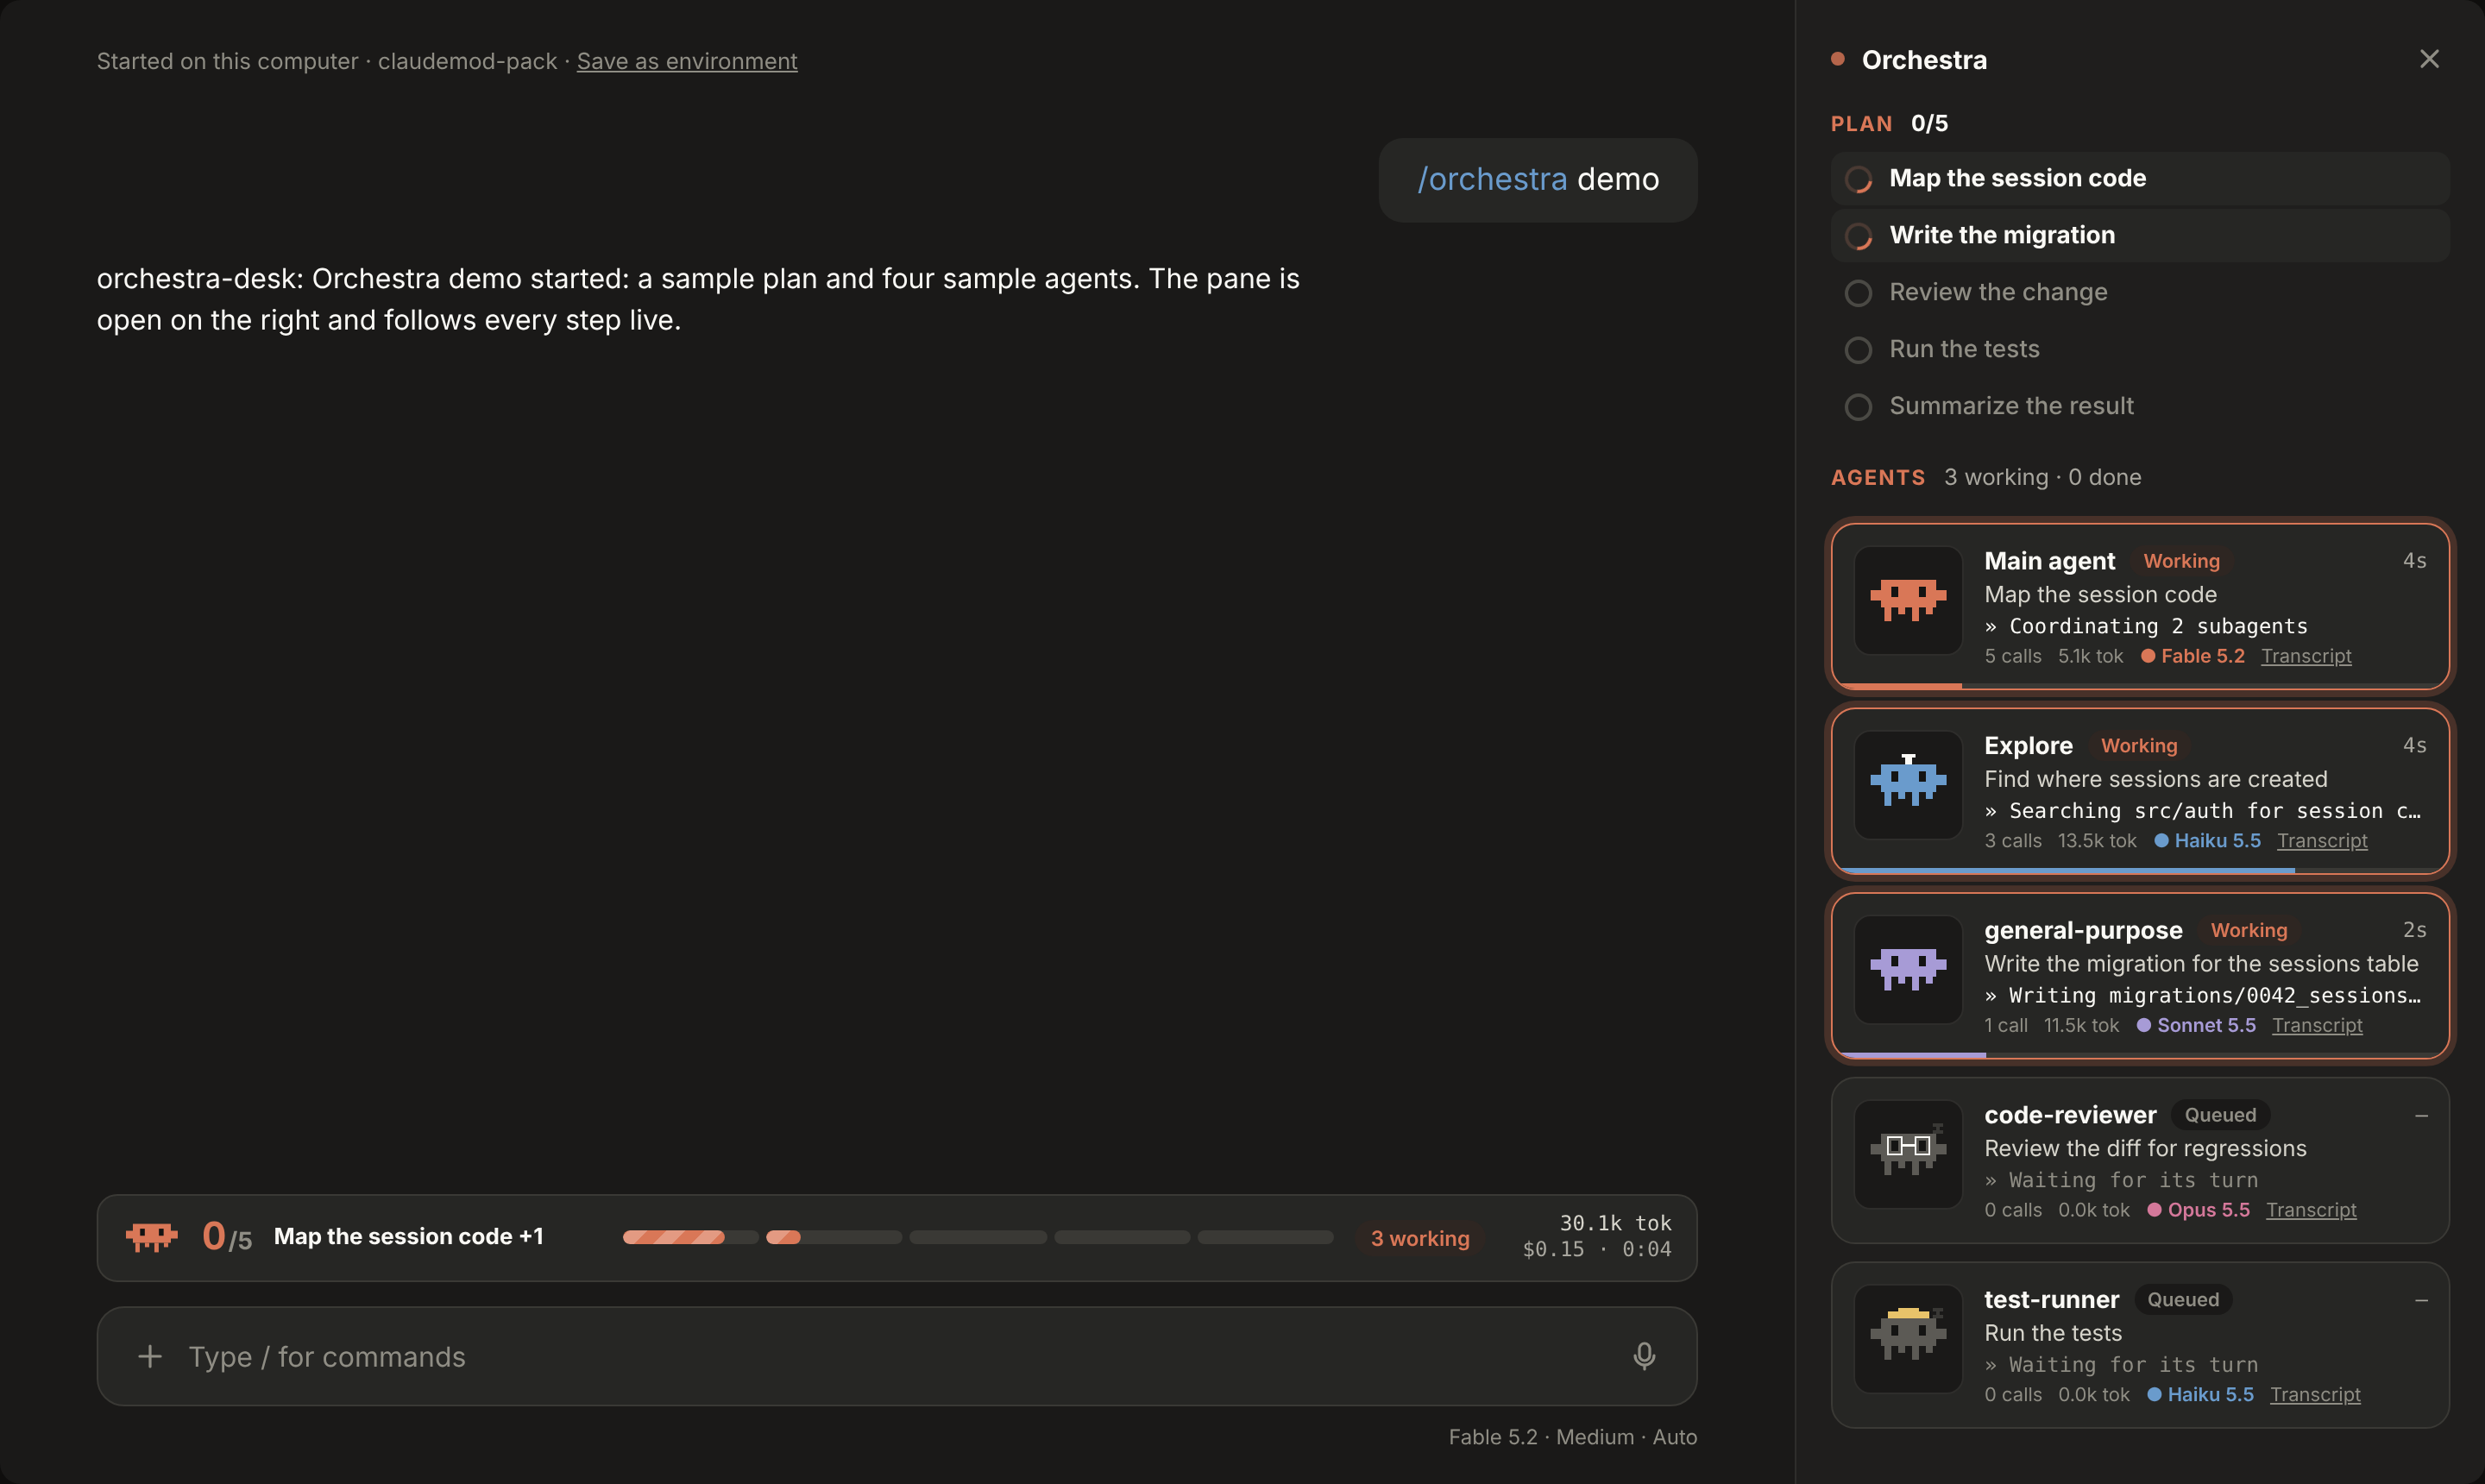 Started on this computer · claudemod-pack · Save as environment
/orchestra demo
orchestra-desk: Orchestra demo started: a sample plan and four sample agents. The pane is
open on the right and follows every step live.
0/5 Map the session code +1
3 working
30.1k tok
$0.15 · 0:04
Type / for commands
Fable 5.2 · Medium · Auto
Orchestra
PLAN 0/5
Map the session code
Write the migration
Review the change
Run the tests
Summarize the result
AGENTS 3 working · 0 done
Main agent Working 4s
Map the session code
» Coordinating 2 subagents
5 calls 5.1k tok Fable 5.2 Transcript
Explore Working 4s
Find where sessions are created
» Searching src/auth for session c…
3 calls 13.5k tok Haiku 5.5 Transcript
general-purpose Working 2s
Write the migration for the sessions table
» Writing migrations/0042_sessions…
1 call 11.5k tok Sonnet 5.5 Transcript
code-reviewer Queued –
Review the diff for regressions
» Waiting for its turn
0 calls 0.0k tok Opus 5.5 Transcript
test-runner Queued –
Run the tests
» Waiting for its turn
0 calls 0.0k tok Haiku 5.5 Transcript